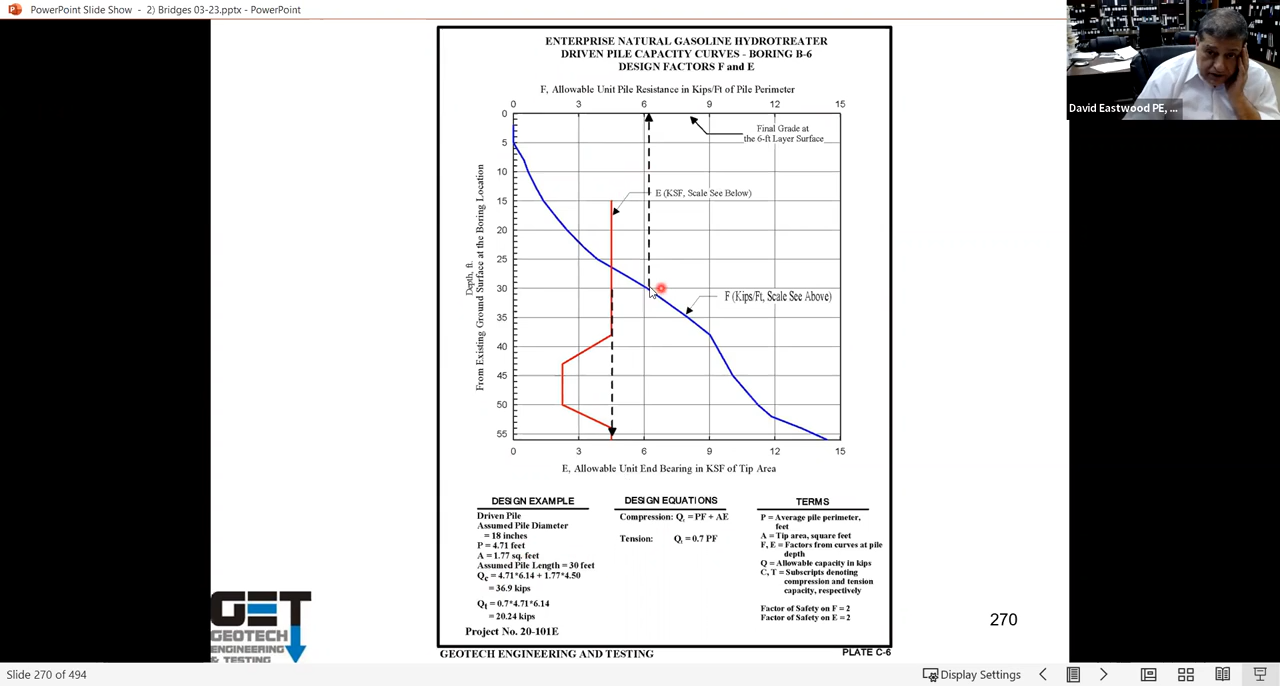 PowerPoint Slide Show - 2) Bridges 03-23.pptx - PowerPoint
David Eastwood PE, ...
ENTERPRISE NATURAL GASOLINE HYDROTREATER
DRIVEN PILE CAPACITY CURVES - BORING B-6
DESIGN FACTORS F and E
F, Allowable Unit Pile Resistance in Kips/Ft of Pile Perimeter
0 3 6 9 12 15
Final Grade at
the 6-ft Layer Surface
E (KSF, Scale See Below)
F (Kips/Ft, Scale See Above)
Depth, ft.
From Existing Ground Surface at the Boring Location
0
5
10
15
20
25
30
35
40
45
50
55
0 3 6 9 12 15
E, Allowable Unit End Bearing in KSF of Tip Area
DESIGN EXAMPLE
Driven Pile
Assumed Pile Diameter
= 18 inches
P = 4.71 feet
A = 1.77 sq. feet
Assumed Pile Length = 30 feet
Qc = 4.71*6.14 + 1.77*4.50
= 36.9 kips
Qt = 0.7*4.71*6.14
= 20.24 kips
Project No. 20-101E
DESIGN EQUATIONS
Compression: Qc = PF + AE
Tension: Qt = 0.7 PF
TERMS
P = Average pile perimeter,
feet
A = Tip area, square feet
F, E = Factors from curves at pile
depth
Q = Allowable capacity in kips
C, T = Subscripts denoting
compression and tension
capacity, respectively
Factor of Safety on F = 2
Factor of Safety on E = 2
GEOTECH ENGINEERING AND TESTING
PLATE C-6
GET
GEOTECH
ENGINEERING
& TESTING
270
Slide 270 of 494
Display Settings